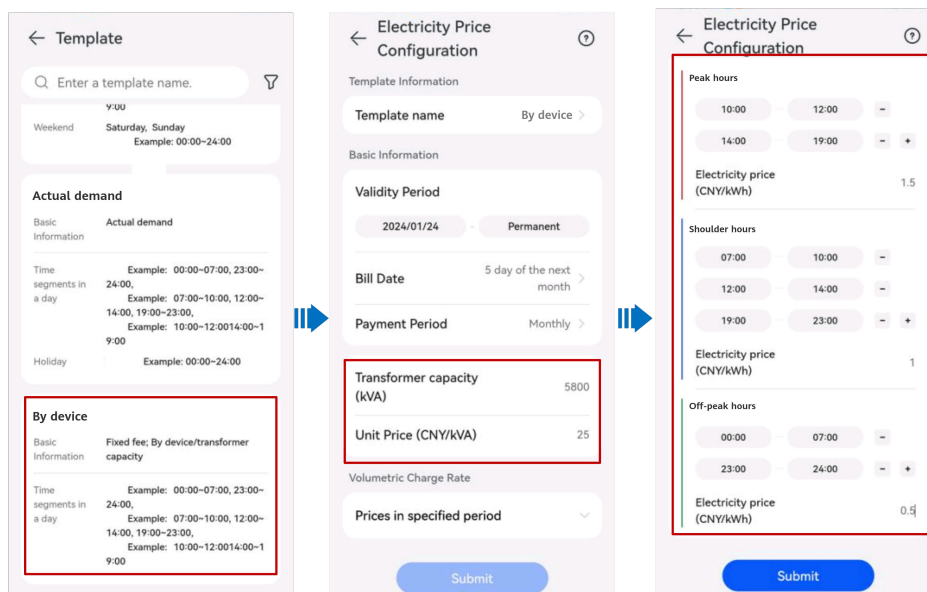 Template
Enter a template name.
9:00
Weekend
Saturday, Sunday
Example: 00:00~24:00
Actual demand
Basic
Information
Actual demand
Time
segments in
a day
Example: 00:00~07:00, 23:00~
24:00,
Example: 07:00~10:00, 12:00~
14:00, 19:00~23:00,
Example: 10:00~12:0014:00~1
9:00
Holiday
Example: 00:00~24:00
By device
Basic
Information
Fixed fee; By device/transformer
capacity
Time
segments in
a day
Example: 00:00~07:00, 23:00~
24:00,
Example: 07:00~10:00, 12:00~
14:00, 19:00~23:00,
Example: 10:00~12:0014:00~1
9:00
Electricity Price
Configuration
?
Template Information
Template name By device >
Basic Information
Validity Period
2024/01/24 - Permanent
Bill Date
5 day of the next
month >
Payment Period Monthly >
Transformer capacity
(kVA)
5800
Unit Price (CNY/kVA) 25
Volumetric Charge Rate
Prices in specified period
Submit
Electricity Price
Configuration
?
Peak hours
10:00 - 12:00 -
14:00 - 19:00 - +
Electricity price
(CNY/kWh)
1.5
Shoulder hours
07:00 - 10:00 -
12:00 - 14:00 -
19:00 - 23:00 - +
Electricity price
(CNY/kWh)
1
Off-peak hours
00:00 - 07:00 -
23:00 - 24:00 - +
Electricity price
(CNY/kWh)
0.5
Submit